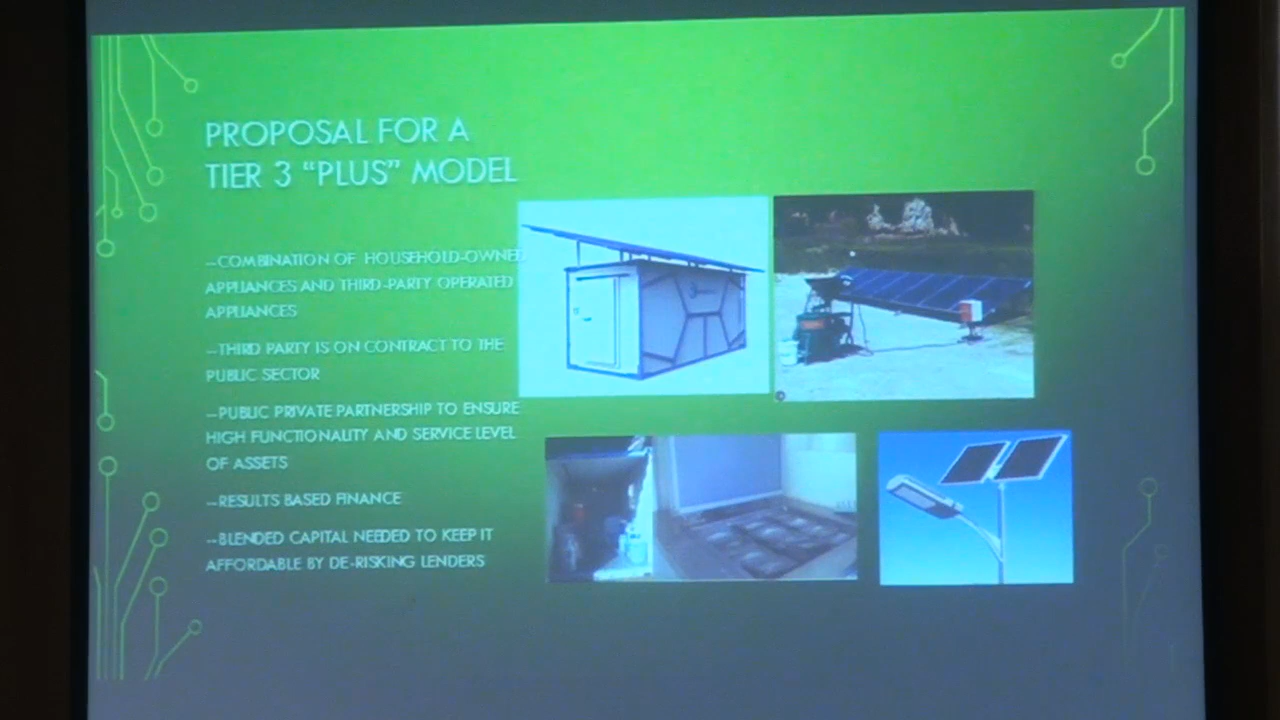 PROPOSAL FOR A
TIER 3 “PLUS” MODEL
--COMBINATION OF HOUSEHOLD-OWNED
APPLIANCES AND THIRD-PARTY OPERATED
APPLIANCES
--THIRD PARTY IS ON CONTRACT TO THE
PUBLIC SECTOR
--PUBLIC PRIVATE PARTNERSHIP TO ENSURE
HIGH FUNCTIONALITY AND SERVICE LEVEL
OF ASSETS
--RESULTS BASED FINANCE
--BLENDED CAPITAL NEEDED TO KEEP IT
AFFORDABLE BY DE-RISKING LENDERS